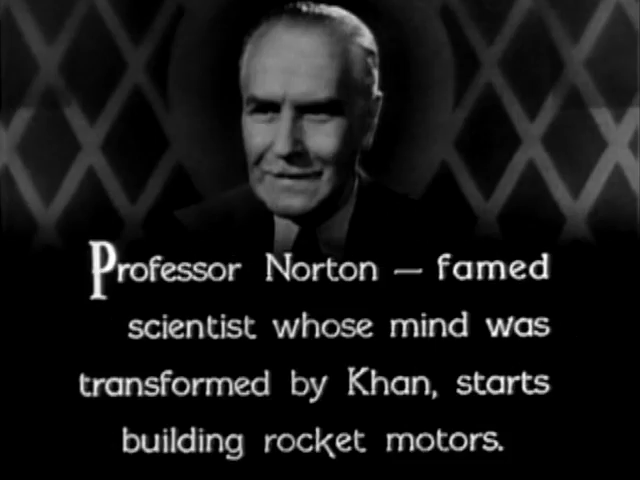 Professor Norton — famed
scientist whose mind was
transformed by Khan, starts
building rocket motors.